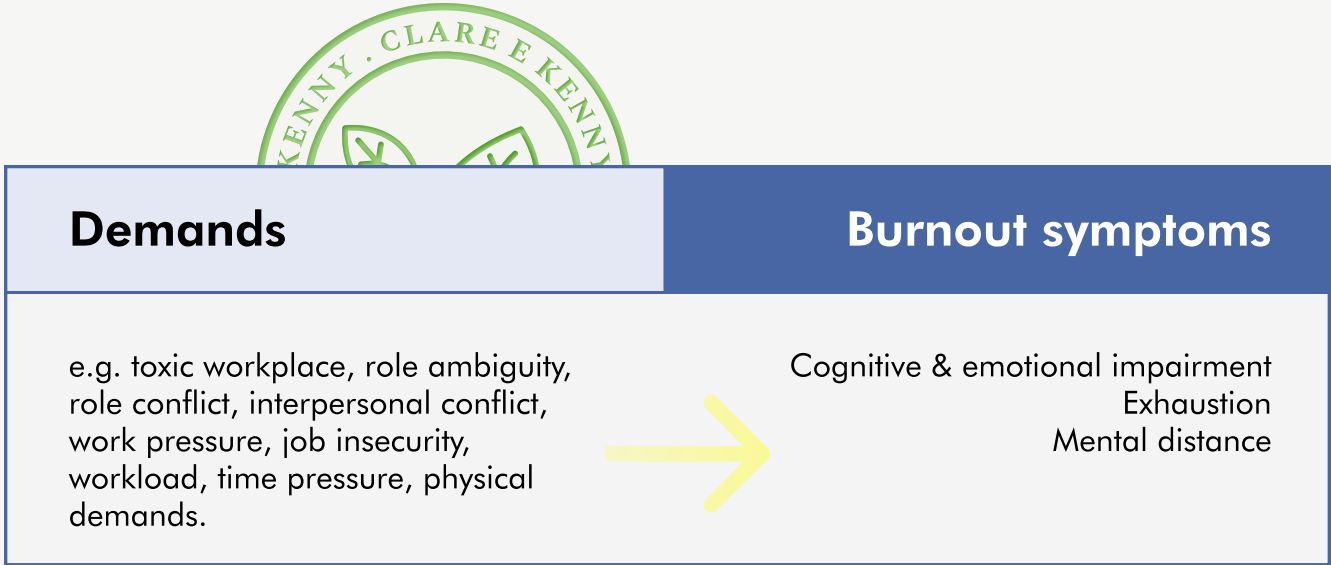 KENNY . CLARE E KENNY
Demands
Burnout symptoms
e.g. toxic workplace, role ambiguity,
role conflict, interpersonal conflict,
work pressure, job insecurity,
workload, time pressure, physical
demands.
Cognitive & emotional impairment
Exhaustion
Mental distance